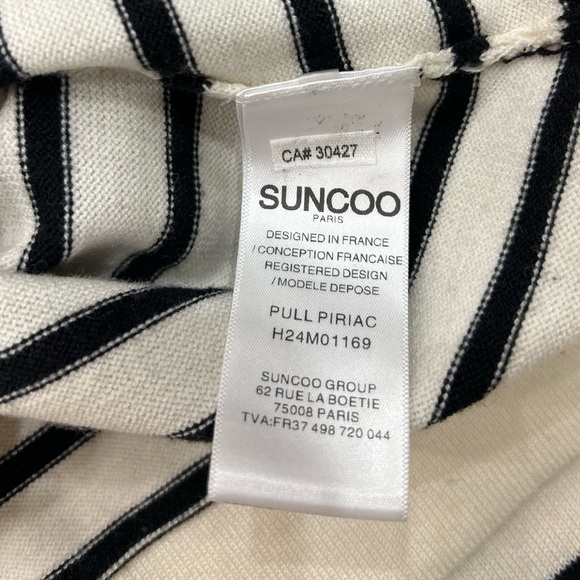 CA# 30427
SUNCOO
PARIS
DESIGNED IN FRANCE
/ CONCEPTION FRANCAISE
REGISTERED DESIGN
/ MODELE DEPOSE
PULL PIRIAC
H24M01169
SUNCOO GROUP
62 RUE LA BOETIE
75008 PARIS
TVA:FR37 498 720 044